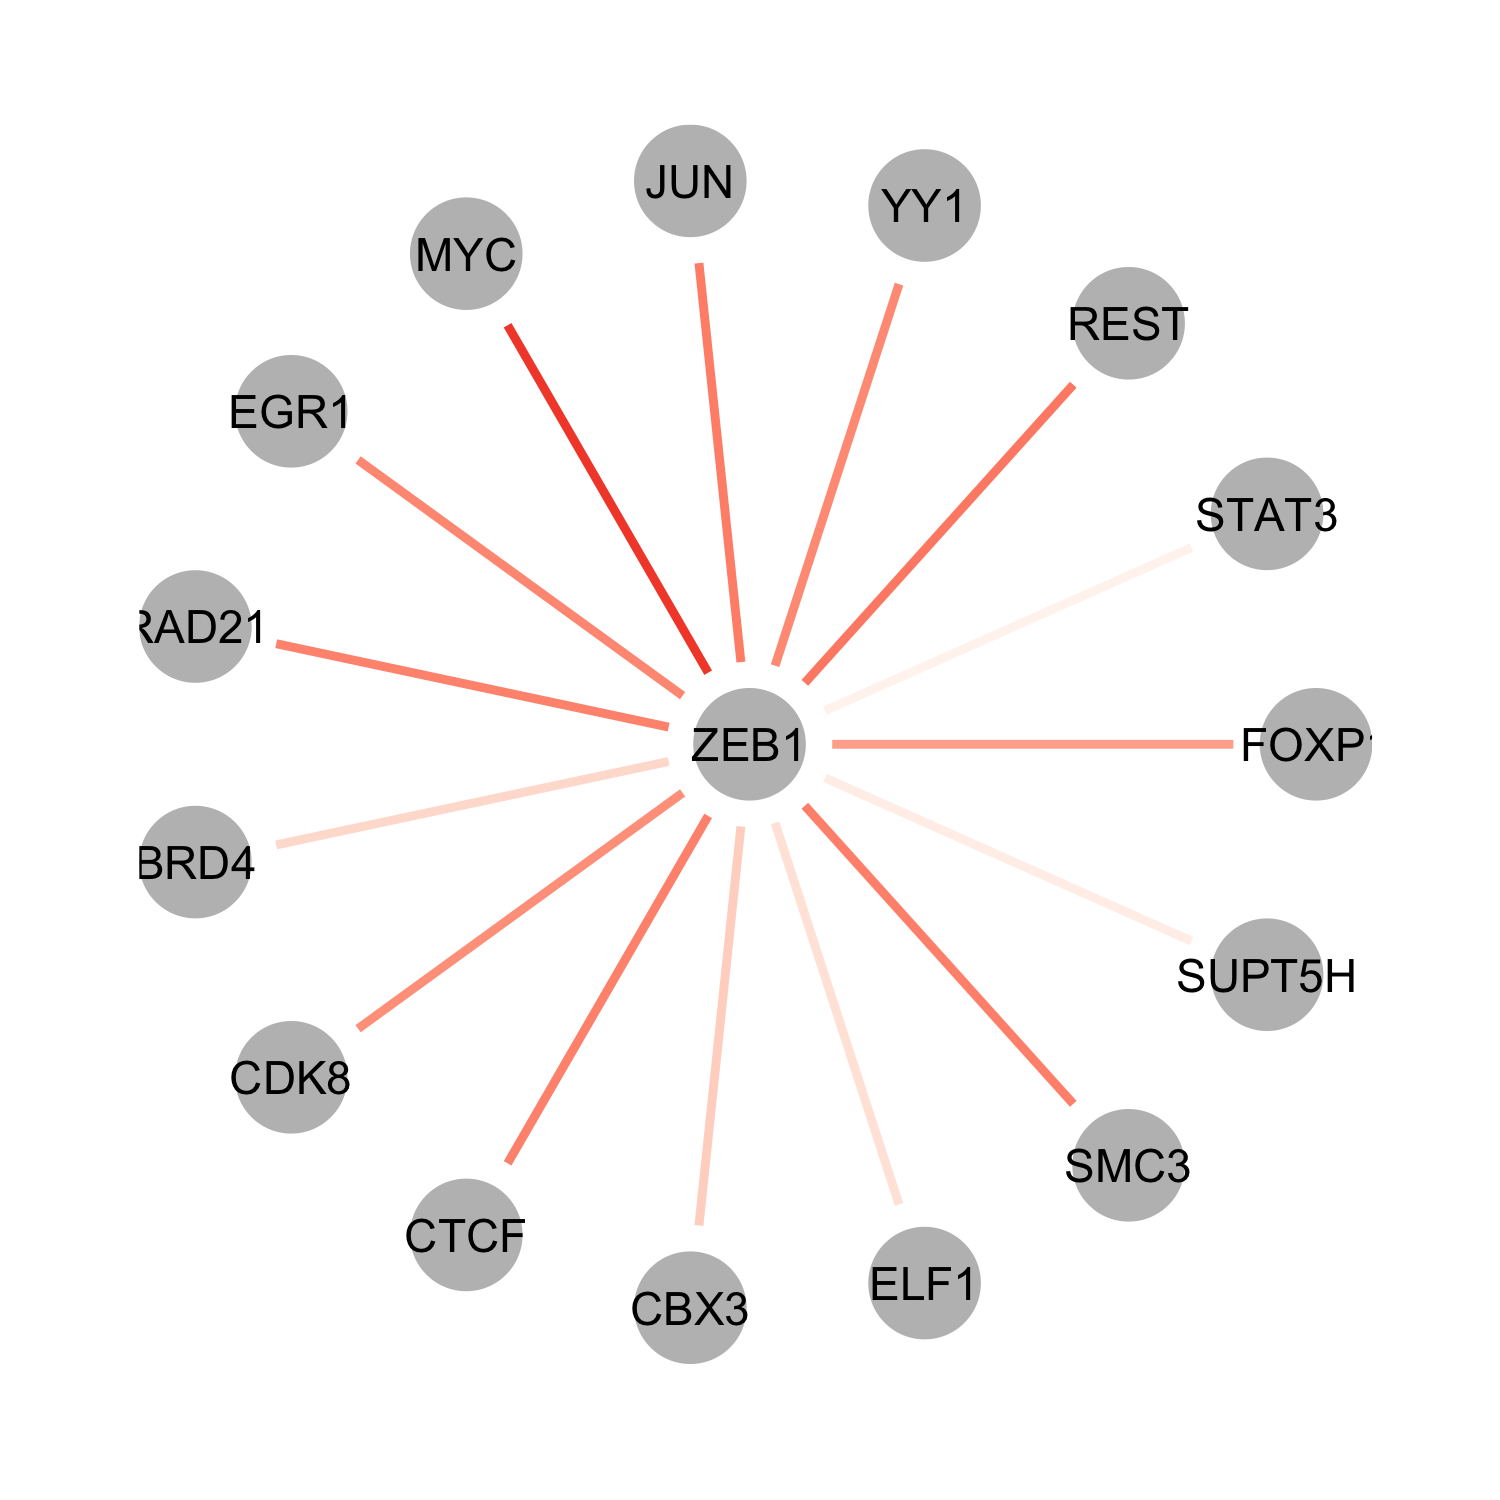 JUN
YY1
MYC
REST
EGR1
STAT3
RAD21
ZEB1
FOXP1
BRD4
SUPT5H
CDK8
SMC3
CTCF
ELF1
CBX3